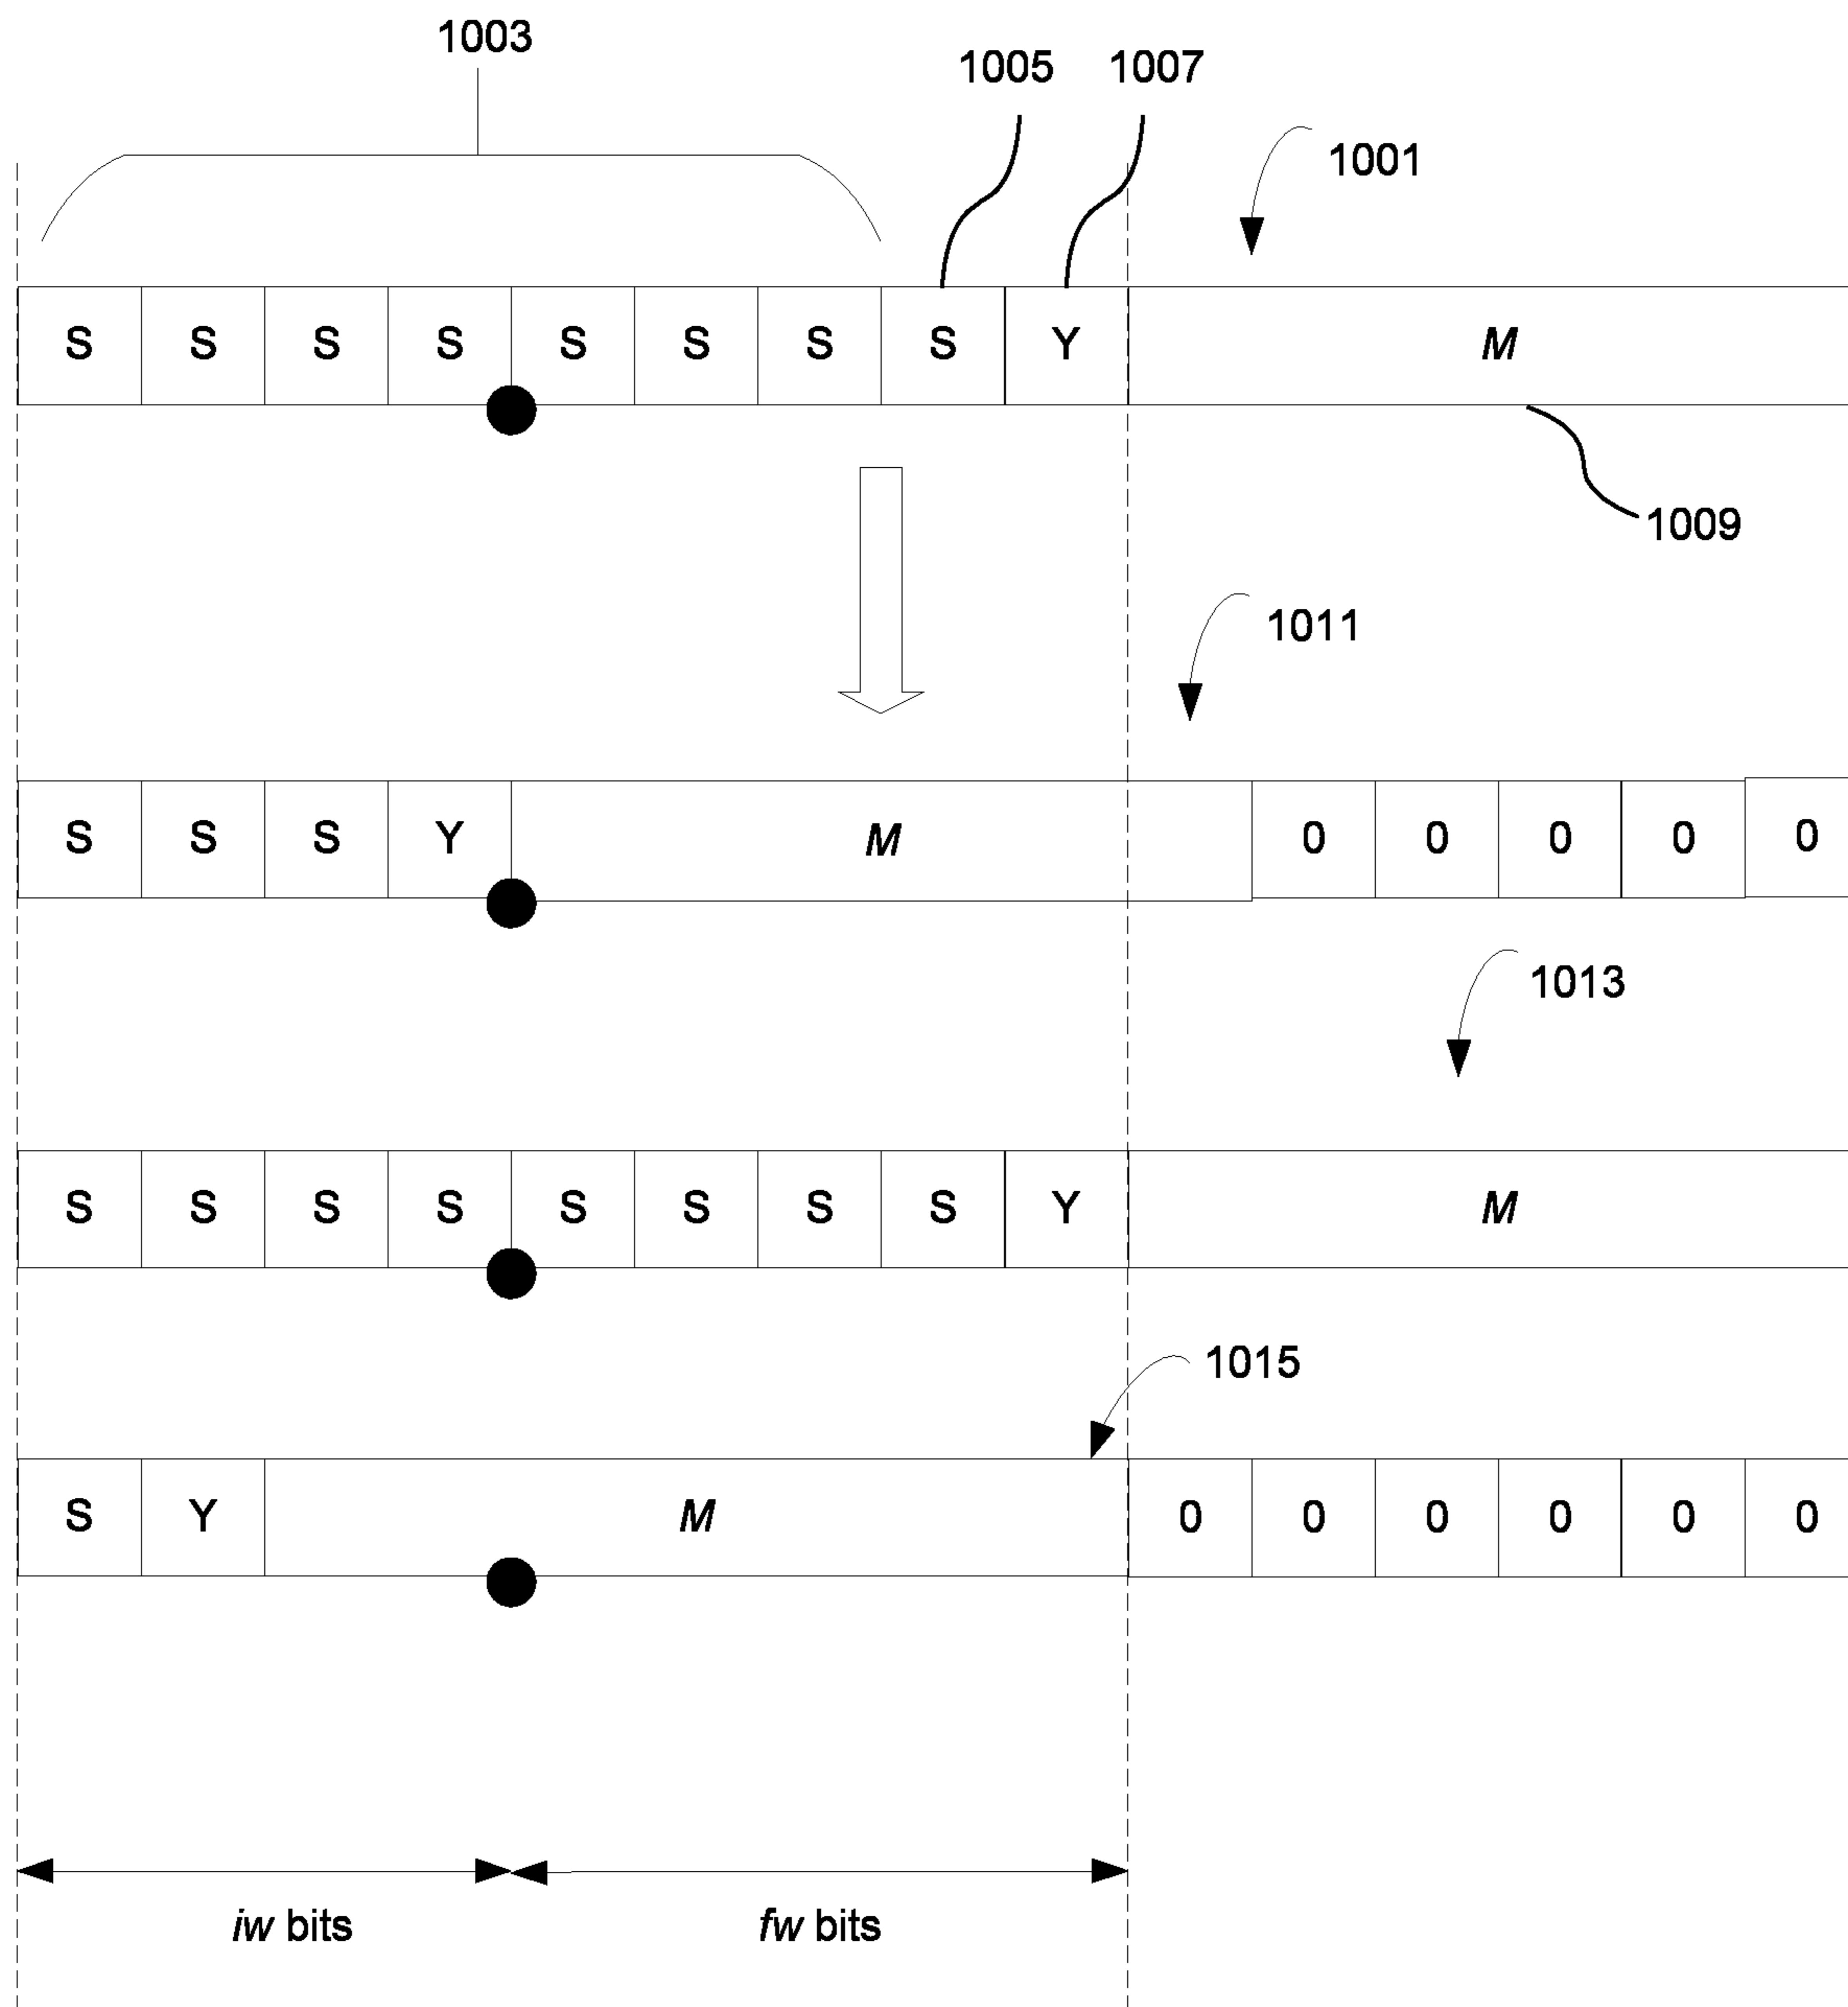 1003
1005 1007
1001
S S S S S S S S Y M
1009
1011
S S S Y M 0 0 0 0 0
1013
S S S S S S S S Y M
1015
S Y M 0 0 0 0 0 0
iw bits fw bits